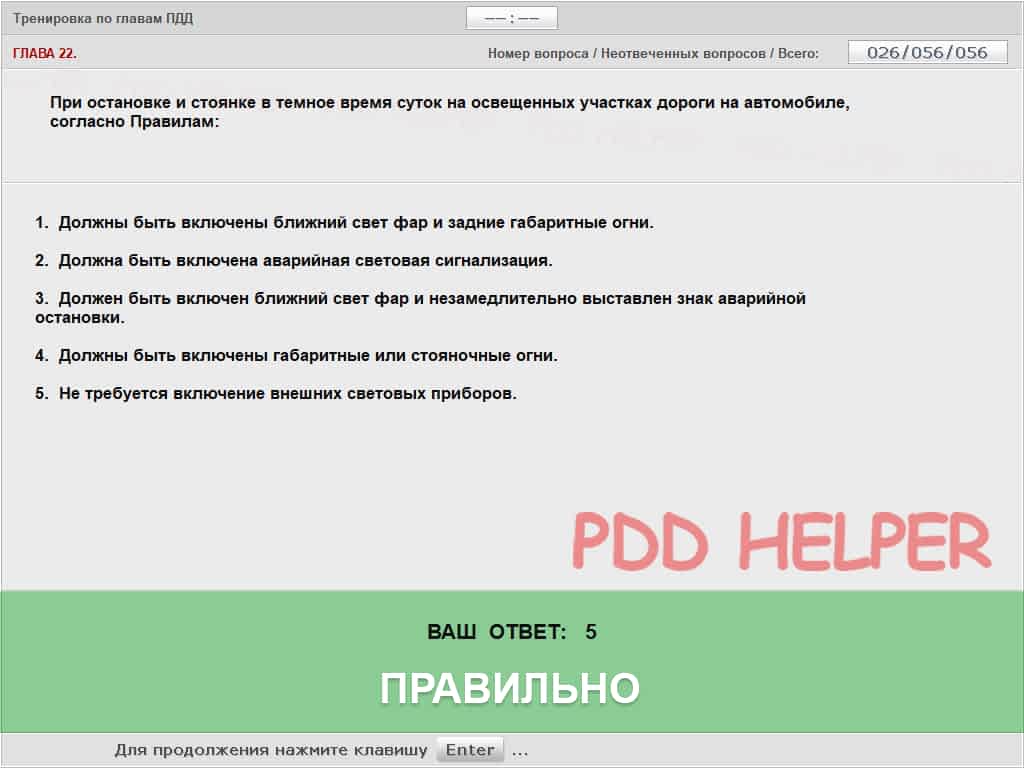 Тренировка по главам ПДД
—— : ——
ГЛАВА 22.
Номер вопроса / Неотвеченных вопросов / Всего:
026/056/056
При остановке и стоянке в темное время суток на освещенных участках дороги на автомобиле,
согласно Правилам:
1. Должны быть включены ближний свет фар и задние габаритные огни.
2. Должна быть включена аварийная световая сигнализация.
3. Должен быть включен ближний свет фар и незамедлительно выставлен знак аварийной
остановки.
4. Должны быть включены габаритные или стояночные огни.
5. Не требуется включение внешних световых приборов.
PDD HELPER
ВАШ ОТВЕТ: 5
ПРАВИЛЬНО
Для продолжения нажмите клавишу Enter ...